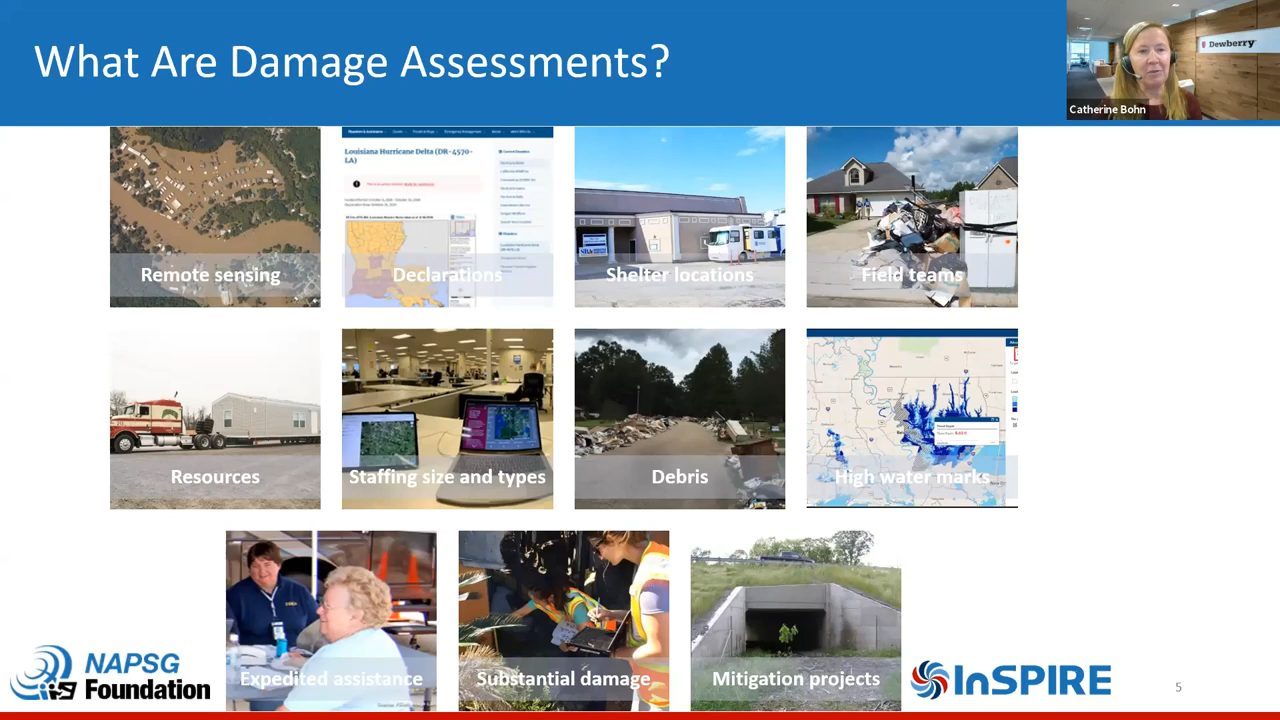 What Are Damage Assessments?
Dewberry
Catherine Bohn
Louisiana Hurricane Delta (DR-4570-
LA)
Remote sensing
Declarations
Shelter locations
Field teams
Resources
Staffing size and types
Debris
High water marks
Expedited assistance
Substantial damage
Mitigation projects
NAPSG
Foundation
InSPIRE
5